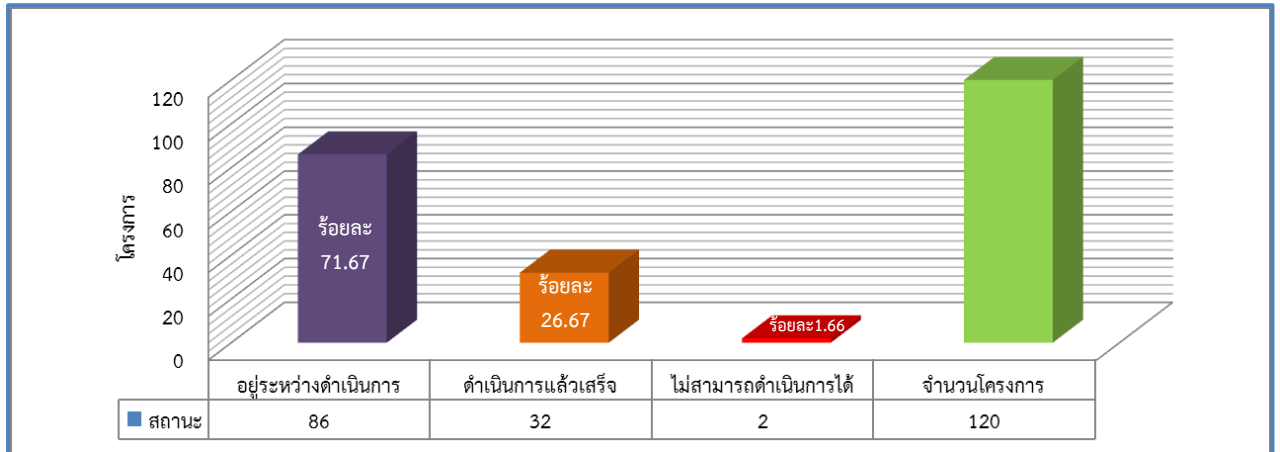 120
100
80
60
40
20
0
โครงการ
ร้อยละ
71.67
ร้อยละ
26.67
ร้อยละ1.66
อยู่ระหว่างดำเนินการ ดำเนินการแล้วเสร็จ ไม่สามารถดำเนินการได้ จำนวนโครงการ
สถานะ 86 32 2 120